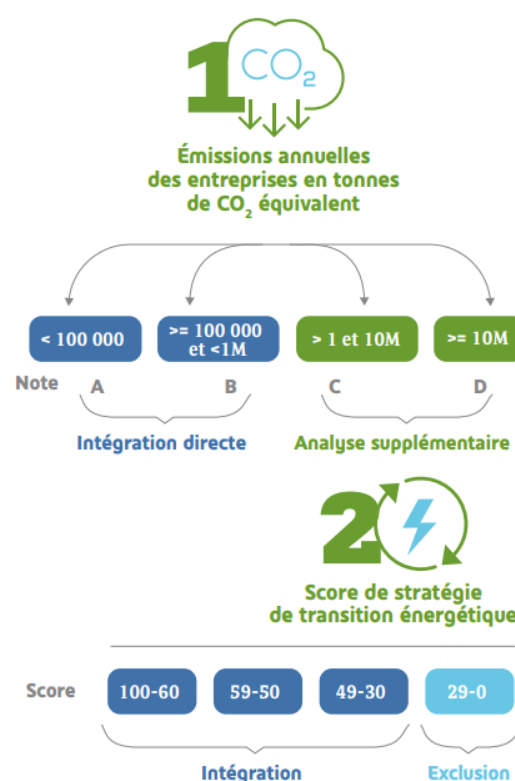 1
CO2
Émissions annuelles
des entreprises en tonnes
de CO2 équivalent
< 100 000
>= 100 000
et <1M
> 1 et 10M
>= 10M
Note A B C D
Intégration directe
Analyse supplémentaire
2
Score de stratégie
de transition énergétique
Score 100-60 59-50 49-30 29-0
Intégration
Exclusion